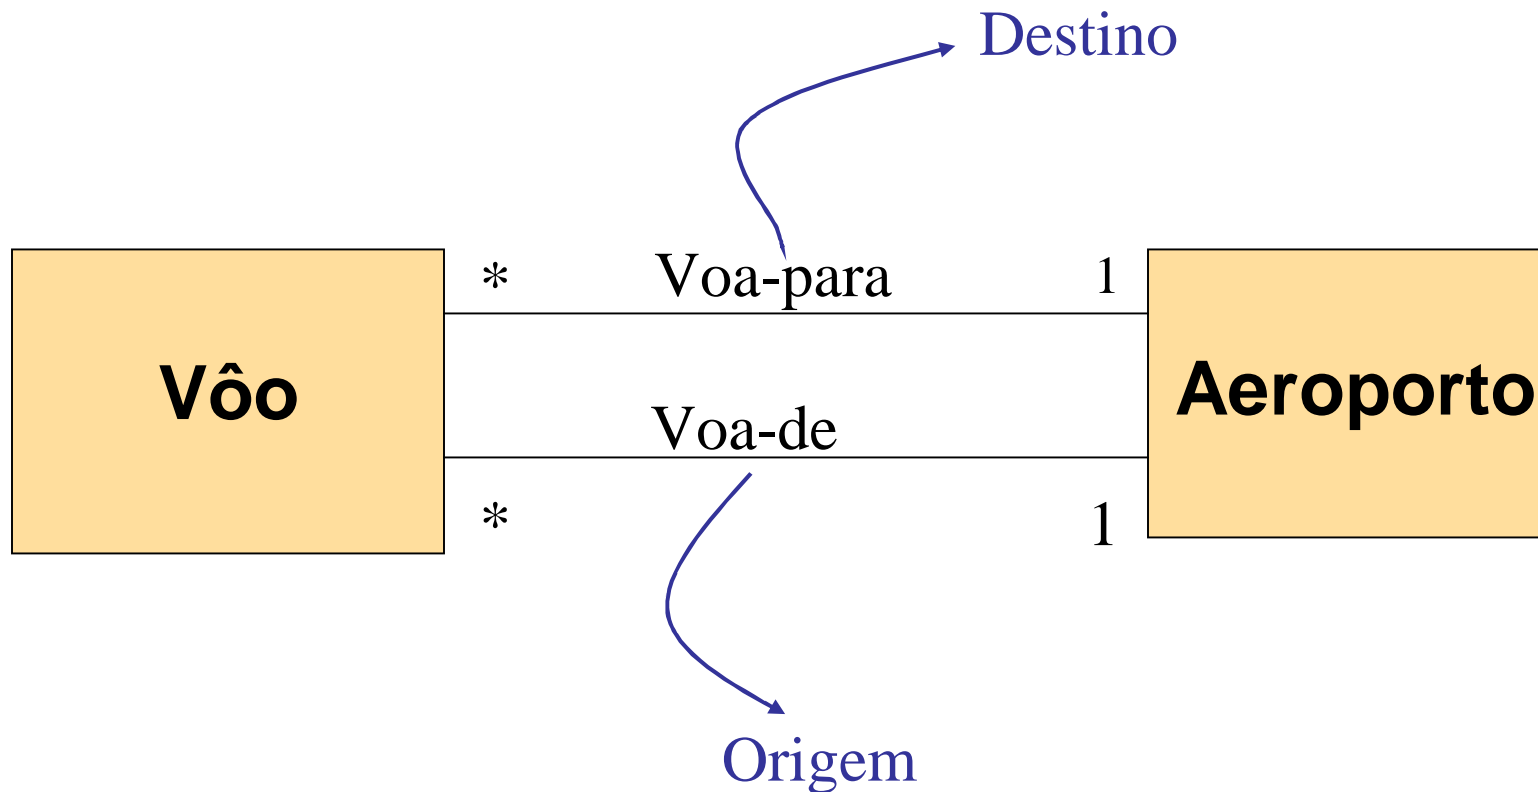 Destino
* Voa-para 1
Vôo
Aeroporto
Voa-de
* 1
Origem